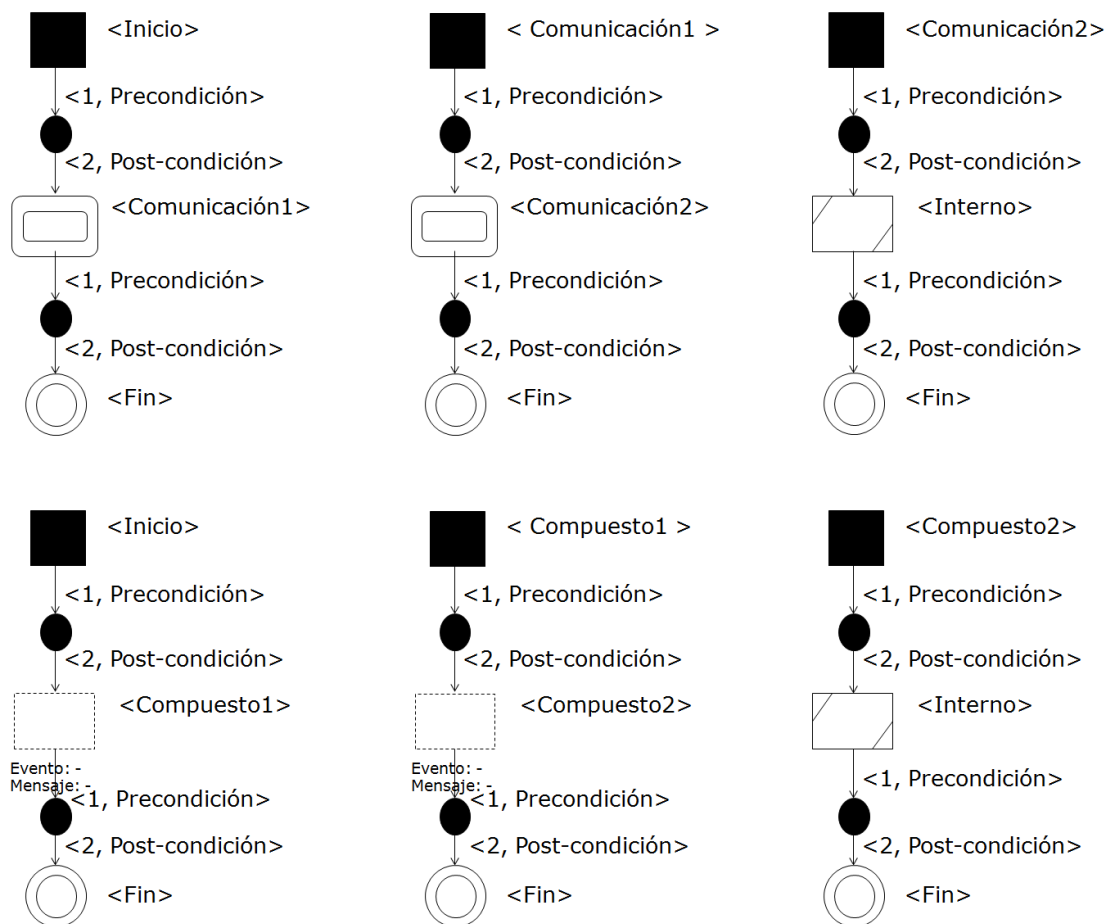 <Inicio>
<1, Precondición>
<2, Post-condición>
<Comunicación1>
<1, Precondición>
<2, Post-condición>
<Fin>
< Comunicación1 >
<1, Precondición>
<2, Post-condición>
<Comunicación2>
<1, Precondición>
<2, Post-condición>
<Fin>
<Comunicación2>
<1, Precondición>
<2, Post-condición>
<Interno>
<1, Precondición>
<2, Post-condición>
<Fin>
<Inicio>
<1, Precondición>
<2, Post-condición>
<Compuesto1>
Evento: -
Mensaje: -
<1, Precondición>
<2, Post-condición>
<Fin>
< Compuesto1 >
<1, Precondición>
<2, Post-condición>
<Compuesto2>
Evento: -
Mensaje: -
<1, Precondición>
<2, Post-condición>
<Fin>
<Compuesto2>
<1, Precondición>
<2, Post-condición>
<Interno>
<1, Precondición>
<2, Post-condición>
<Fin>